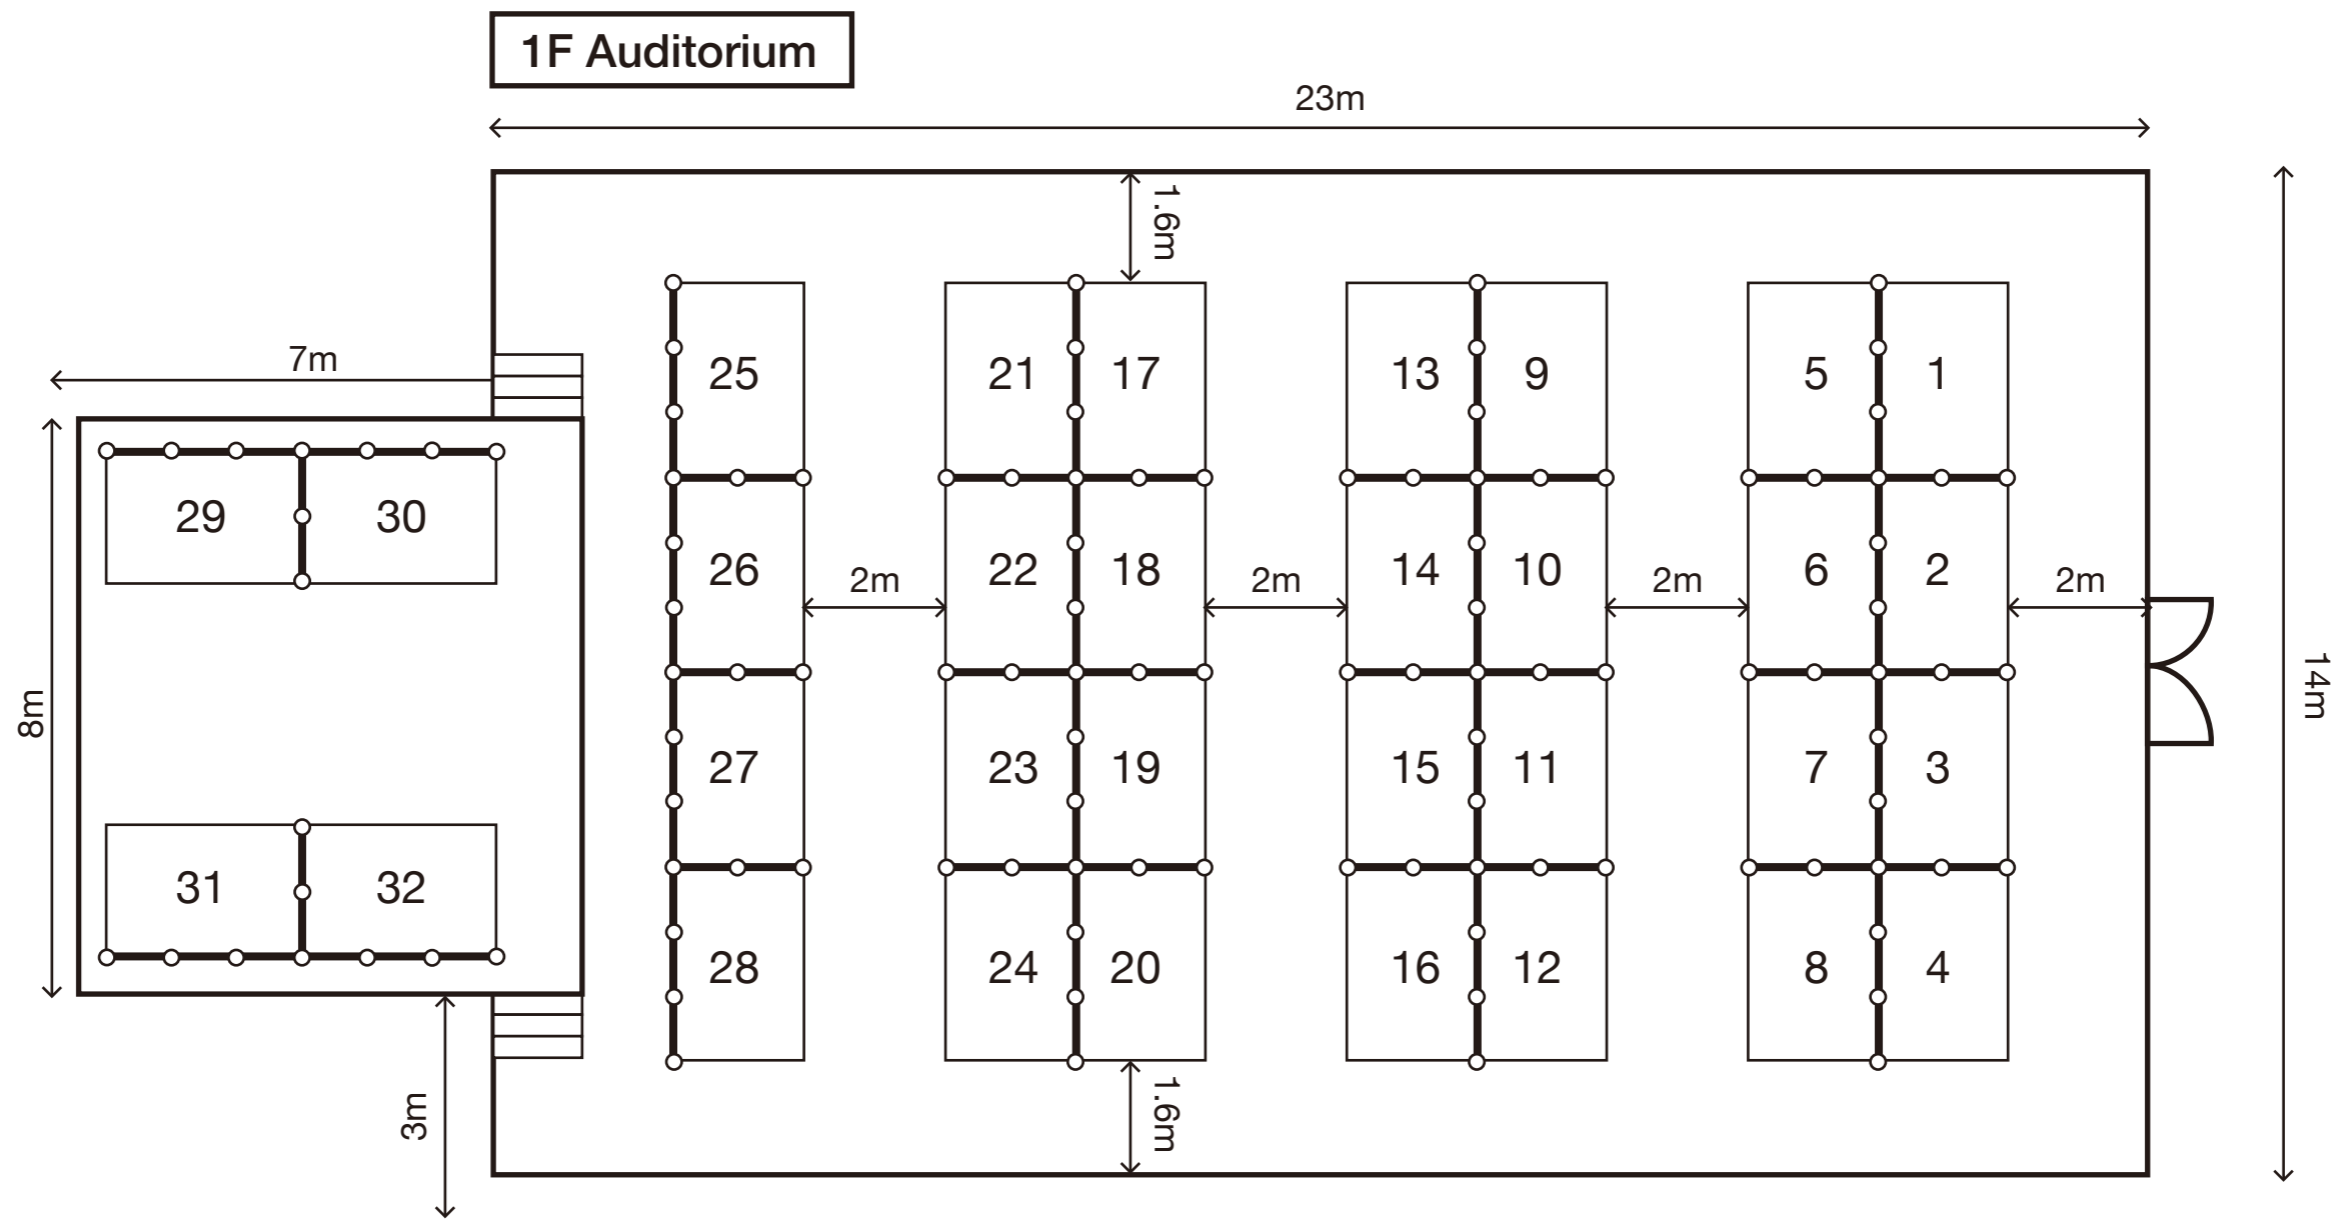 1F Auditorium
23m
1.6m
7m
25 21 17 13 9 5 1
29 30
26 22 18 14 10 6 2
2m 2m 2m 2m
8m
14m
27 23 19 15 11 7 3
31 32
28 24 20 16 12 8 4
3m
1.6m